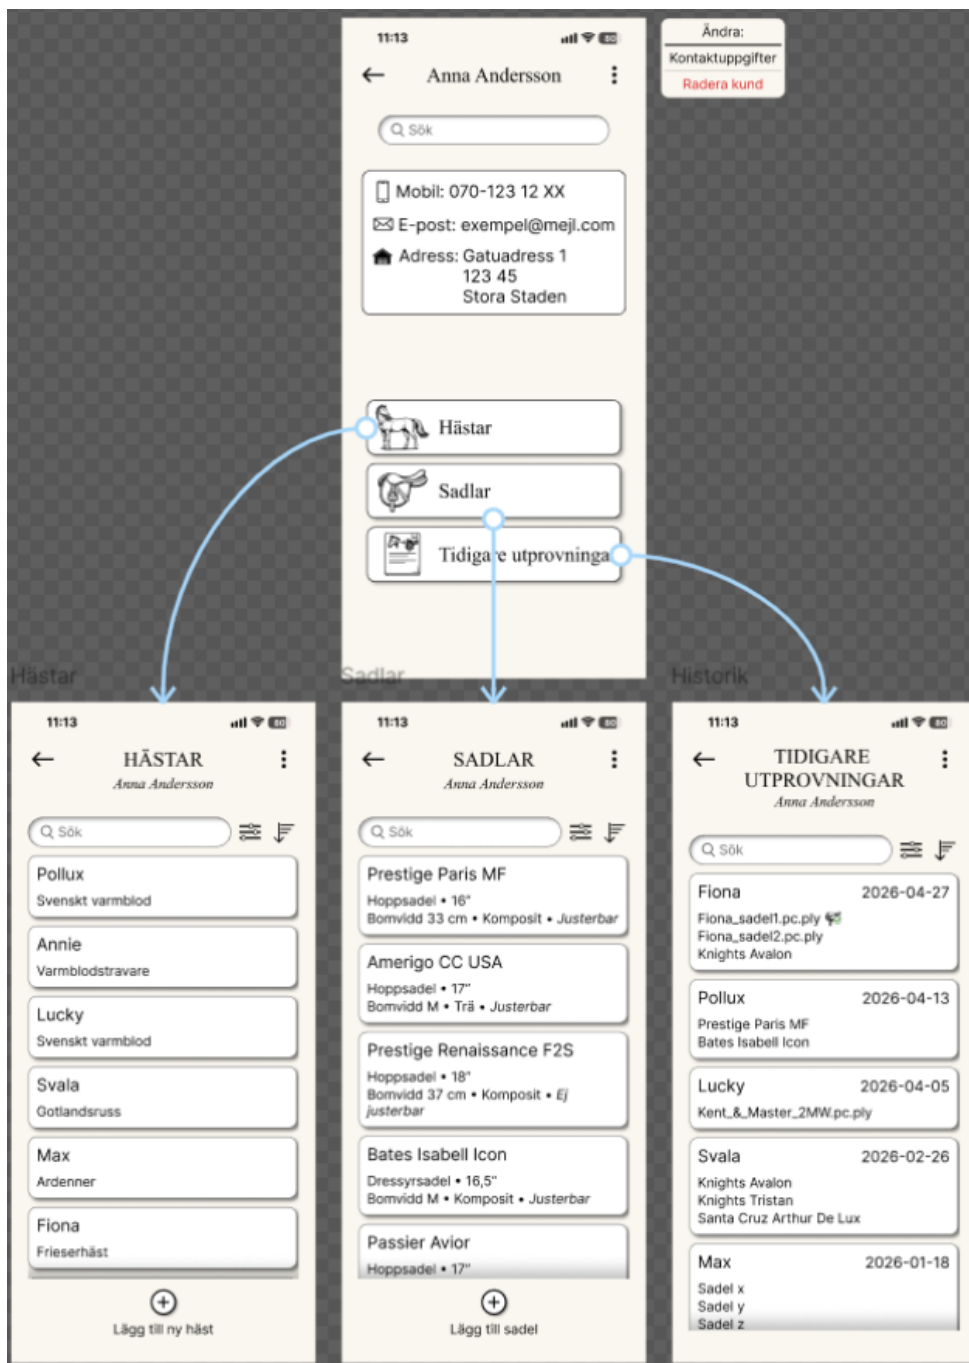 11:13
80
Anna Andersson
Sök
Mobil: 070-123 12 XX
E-post: exempel@mejl.com
Adress: Gatuadress 1
123 45
Stora Staden
Hästar
Sadlar
Tidigare utprovninga
Ändra:
Kontaktuppgifter
Radera kund
Hästar
11:13
80
HÄSTAR
Anna Andersson
Sök
Pollux
Svenskt varmblod
Annie
Varmblodstravare
Lucky
Svenskt varmblod
Svala
Gotlandsruss
Max
Ardenner
Fiona
Frieserhäst
Lägg till ny häst
Sadlar
11:13
80
SADLAR
Anna Andersson
Sök
Prestige Paris MF
Hoppsadel • 16"
Bomvidd 33 cm • Komposit • Justerbar
Amerigo CC USA
Hoppsadel • 17"
Bomvidd M • Trä • Justerbar
Prestige Renaissance F2S
Hoppsadel • 18"
Bomvidd 37 cm • Komposit • Ej
justerbar
Bates Isabell Icon
Dressyrsadel • 16,5"
Bomvidd M • Komposit • Justerbar
Passier Avior
Hoppsadel • 17"
Lägg till sadel
Historik
11:13
80
TIDIGARE
UTPROVNINGAR
Anna Andersson
Sök
Fiona 2026-04-27
Fiona_sadel1.pc.ply
Fiona_sadel2.pc.ply
Knights Avalon
Pollux 2026-04-13
Prestige Paris MF
Bates Isabell Icon
Lucky 2026-04-05
Kent_&_Master_2MW.pc.ply
Svala 2026-02-26
Knights Avalon
Knights Tristan
Santa Cruz Arthur De Lux
Max 2026-01-18
Sadel x
Sadel y
Sadel z